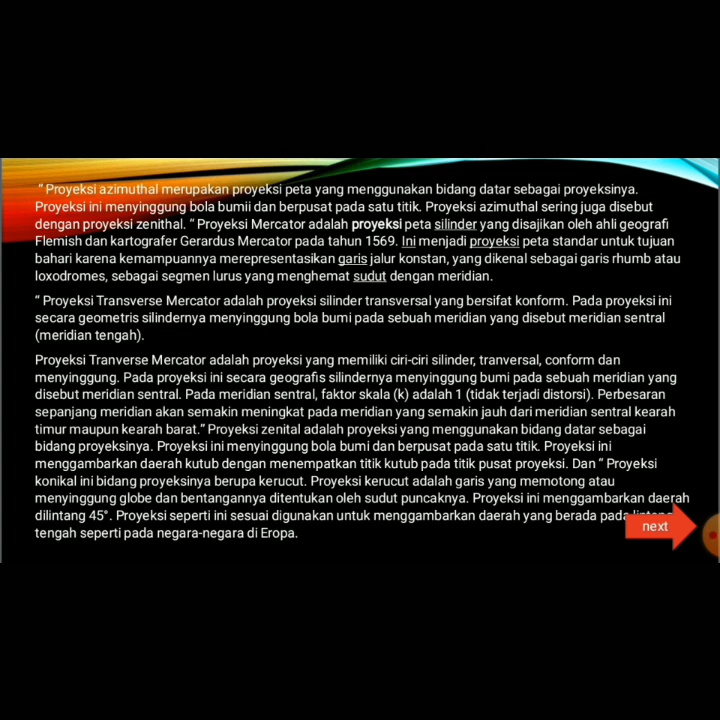 “ Proyeksi azimuthal merupakan proyeksi peta yang menggunakan bidang datar sebagai proyeksinya.
Proyeksi ini menyinggung bola bumii dan berpusat pada satu titik. Proyeksi azimuthal sering juga disebut
dengan proyeksi zenithal. “ Proyeksi Mercator adalah proyeksi peta silinder yang disajikan oleh ahli geografi
Flemish dan kartografer Gerardus Mercator pada tahun 1569. Ini menjadi proyeksi peta standar untuk tujuan
bahari karena kemampuannya merepresentasikan garis jalur konstan, yang dikenal sebagai garis rhumb atau
loxodromes, sebagai segmen lurus yang menghemat sudut dengan meridian.
“ Proyeksi Transverse Mercator adalah proyeksi silinder transversal yang bersifat konform. Pada proyeksi ini
secara geometris silindernya menyinggung bola bumi pada sebuah meridian yang disebut meridian sentral
(meridian tengah).
Proyeksi Tranverse Mercator adalah proyeksi yang memiliki ciri-ciri silinder, tranversal, conform dan
menyinggung. Pada proyeksi ini secara geografis silindernya menyinggung bumi pada sebuah meridian yang
disebut meridian sentral. Pada meridian sentral, faktor skala (k) adalah 1 (tidak terjadi distorsi). Perbesaran
sepanjang meridian akan semakin meningkat pada meridian yang semakin jauh dari meridian sentral kearah
timur maupun kearah barat.” Proyeksi zenital adalah proyeksi yang menggunakan bidang datar sebagai
bidang proyeksinya. Proyeksi ini menyinggung bola bumi dan berpusat pada satu titik. Proyeksi ini
menggambarkan daerah kutub dengan menempatkan titik kutub pada titik pusat proyeksi. Dan “ Proyeksi
konikal ini bidang proyeksinya berupa kerucut. Proyeksi kerucut adalah garis yang memotong atau
menyinggung globe dan bentangannya ditentukan oleh sudut puncaknya. Proyeksi ini menggambarkan daerah
dilintang 45°. Proyeksi seperti ini sesuai digunakan untuk menggambarkan daerah yang berada pada lintang
tengah seperti pada negara-negara di Eropa.
next